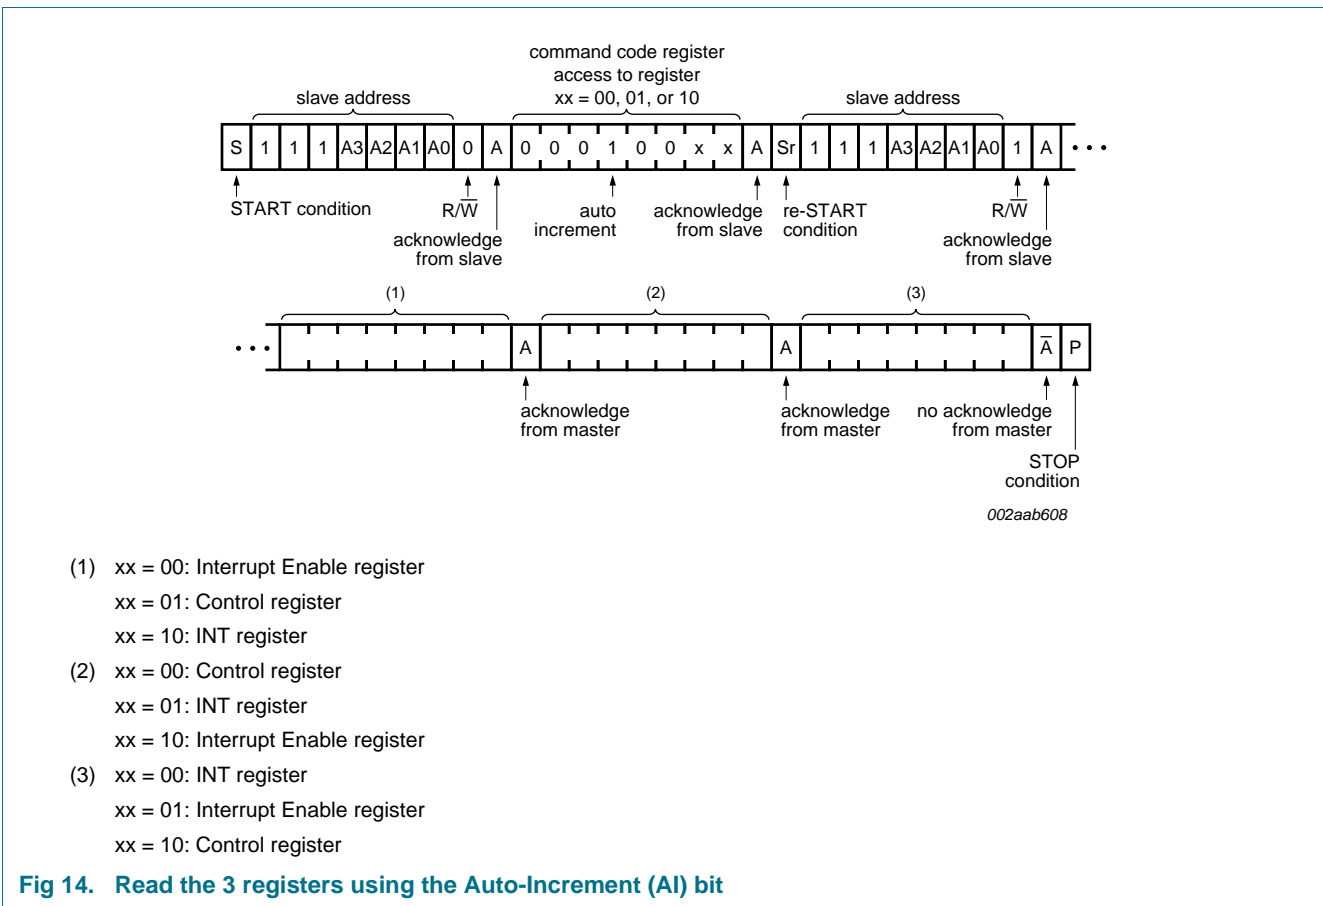 command code register
access to register
xx = 00, 01, or 10
slave address
slave address
S 1 1 1 A3 A2 A1 A0 0 A 0 0 0 1 0 0 x x A Sr 1 1 1 A3 A2 A1 A0 1 A • • •
START condition
R/W̅
auto
increment
acknowledge
from slave
re-START
condition
R/W̅
acknowledge
from slave
acknowledge
from slave
(1) (2) (3)
• • • A A A̅ P
acknowledge
from master
acknowledge
from master
no acknowledge
from master
STOP
condition
002aab608
(1) xx = 00: Interrupt Enable register
xx = 01: Control register
xx = 10: INT register
(2) xx = 00: Control register
xx = 01: INT register
xx = 10: Interrupt Enable register
(3) xx = 00: INT register
xx = 01: Interrupt Enable register
xx = 10: Control register
Fig 14. Read the 3 registers using the Auto-Increment (AI) bit